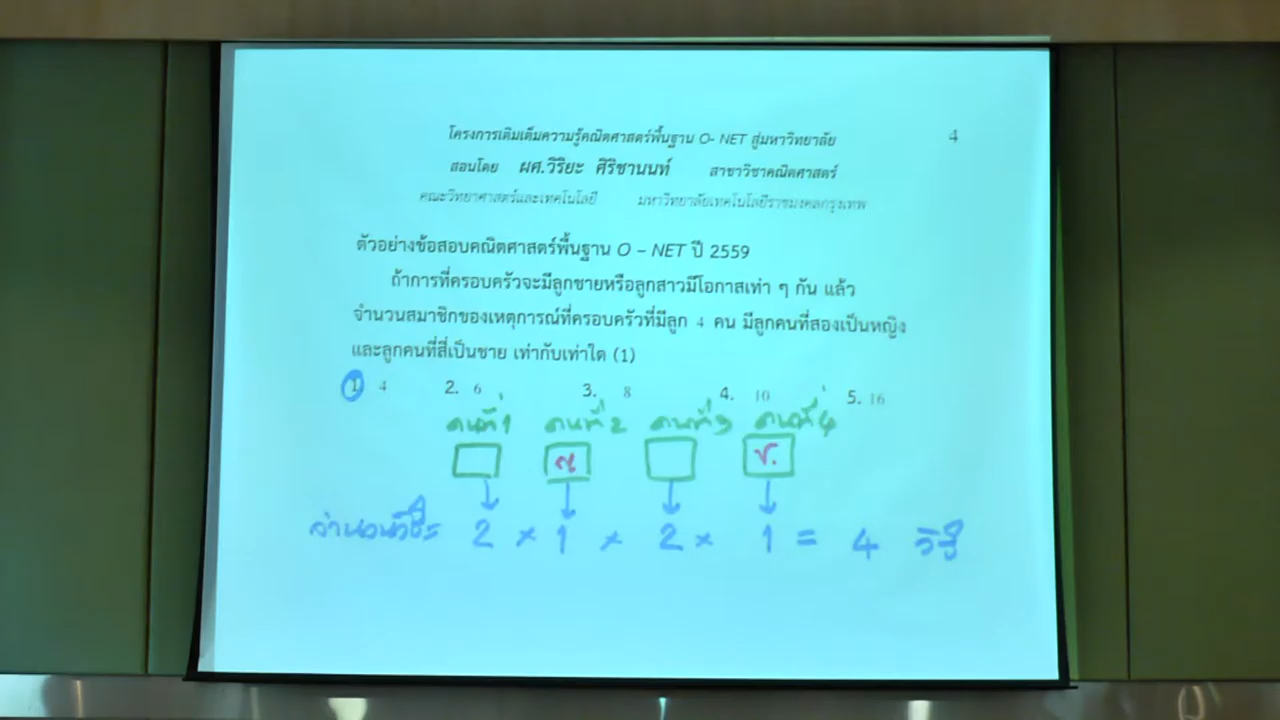 โครงการเติมเต็มความรู้คณิตศาสตร์พื้นฐาน O- NET สู่มหาวิทยาลัย 4
สอนโดย ผศ.วิริยะ ศิริชานนท์ สาขาวิชาคณิตศาสตร์
คณะวิทยาศาสตร์และเทคโนโลยี มหาวิทยาลัยเทคโนโลยีราชมงคลกรุงเทพ
ตัวอย่างข้อสอบคณิตศาสตร์พื้นฐาน O – NET ปี 2559
ถ้าการที่ครอบครัวจะมีลูกชายหรือลูกสาวมีโอกาสเท่า ๆ กัน แล้ว
จำนวนสมาชิกของเหตุการณ์ที่ครอบครัวที่มีลูก 4 คน มีลูกคนที่สองเป็นหญิง
และลูกคนที่สี่เป็นชาย เท่ากับเท่าใด (1)
1. 4 2. 6 3. 8 4. 10 5. 16
คนที่ 1 คนที่ 2 คนที่ 3 คนที่ 4
ญ ช.
จำนวนวิธี = 2 × 1 × 2 × 1 = 4 วิธี